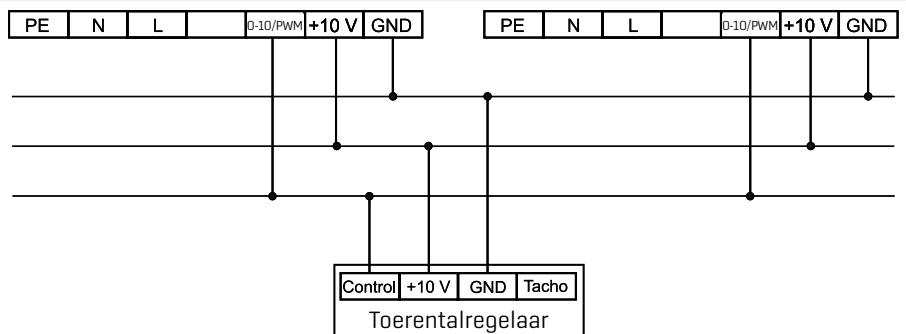 PE N L 0-10/PWM +10 V GND PE N L 0-10/PWM +10 V GND
Control +10 V GND Tacho
Toerentalregelaar